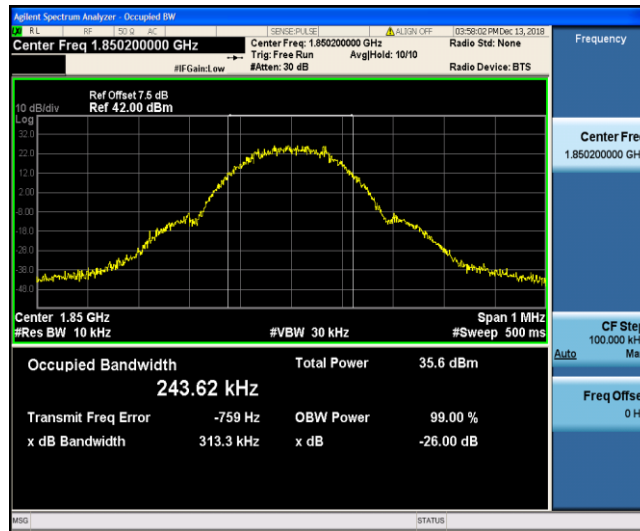 Agilent Spectrum Analyzer - Occupied BW
RL RF 50 Ω AC SENSE:PULSE ALIGN OFF 03:58:02 PM Dec 13, 2018
Center Freq 1.850200000 GHz
Center Freq: 1.850200000 GHz
Radio Std: None
Trig: Free Run Avg|Hold: 10/10
#IFGain:Low
#Atten: 30 dB
Radio Device: BTS
Frequency
Ref Offset 7.5 dB
10 dB/div Ref 42.00 dBm
Log
32.0
22.0
12.0
2.00
-8.00
-18.0
-28.0
-38.0
-48.0
Center 1.85 GHz
Span 1 MHz
#Res BW 10 kHz
#VBW 30 kHz
#Sweep 500 ms
Occupied Bandwidth
243.62 kHz
Total Power 35.6 dBm
Transmit Freq Error -759 Hz
OBW Power 99.00 %
x dB Bandwidth 313.3 kHz
x dB -26.00 dB
Center Fre
1.850200000 GH
CF Ste
100.000 kH
Auto Ma
Freq Offse
0 H
MSG
STATUS